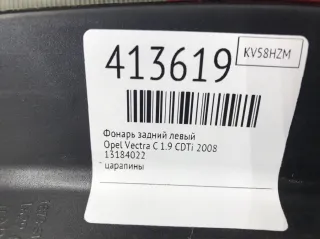 413619
KV58HZM
Фонарь задний левый
Opel Vectra C 1.9 CDTi 2008
13184022
царапины